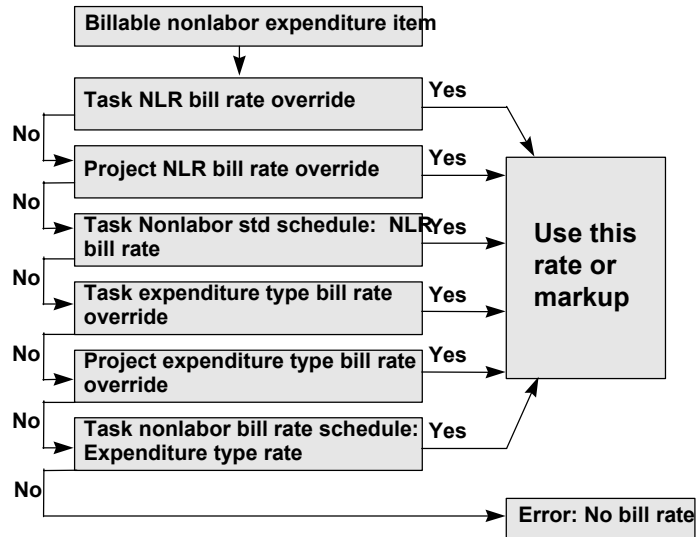 Billable nonlabor expenditure item
Task NLR bill rate override
Yes
No
Project NLR bill rate override
Yes
No
Task Nonlabor std schedule: NLR
bill rate
Yes
No
Task expenditure type bill rate
override
Yes
No
Project expenditure type bill rate
override
Yes
No
Task nonlabor bill rate schedule:
Expenditure type rate
Yes
No
Use this
rate or
markup
Error: No bill rate